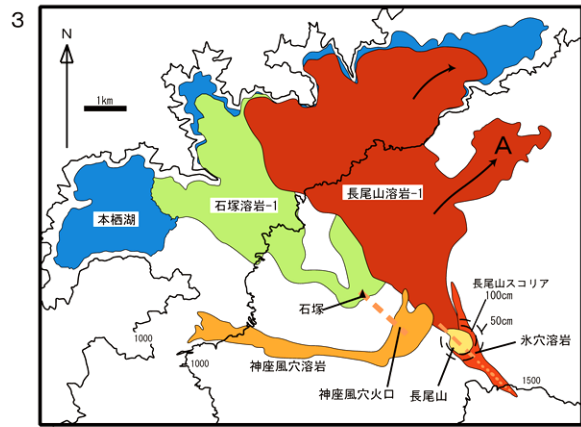 3
N
1km
本栖湖
石塚溶岩-1
長尾山溶岩-1
A
長尾山スコリア
100cm
50cm
石塚
氷穴溶岩
1000
1000
神座風穴溶岩
神座風穴火口
長尾山
1500